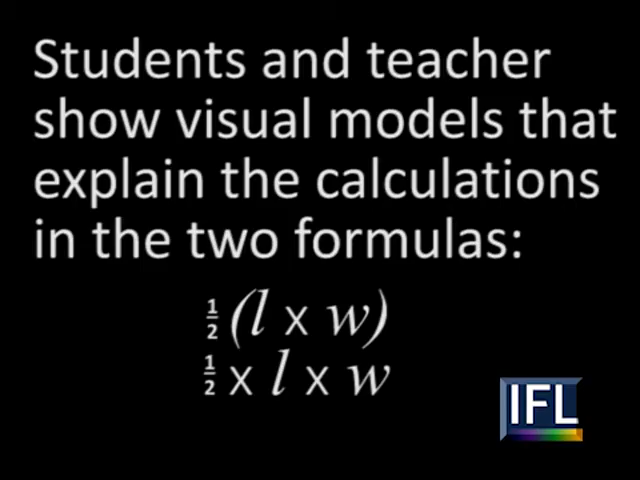 Students and teacher
show visual models that
explain the calculations
in the two formulas:
½ (l x w)
½ x l x w
IFL